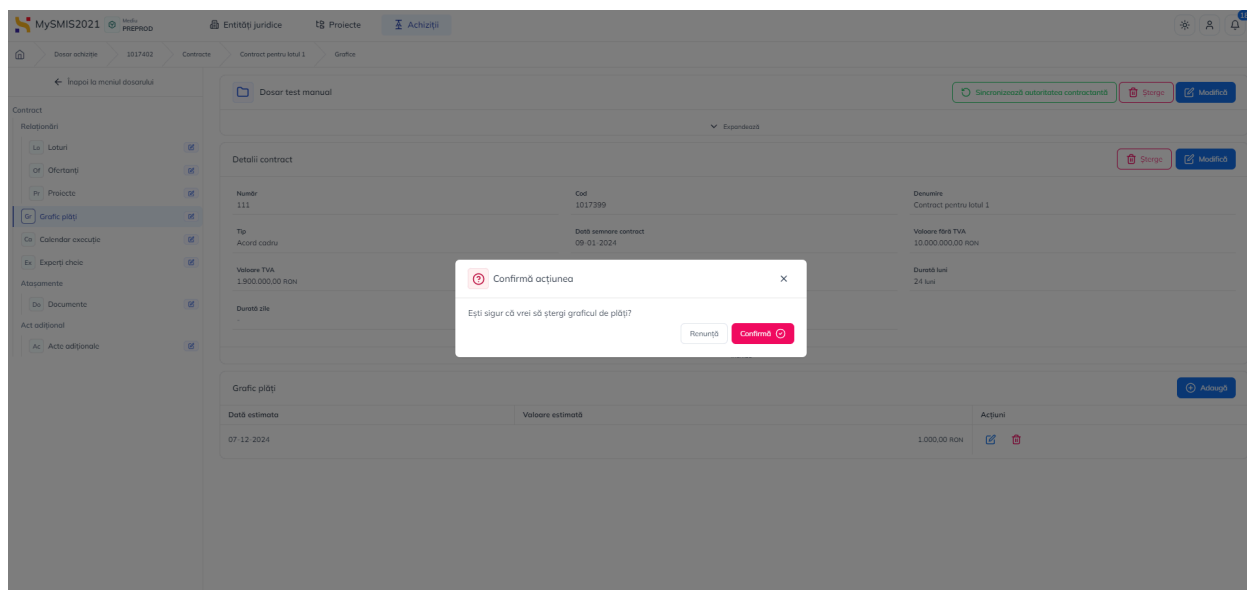 MySMIS2021
Mediu
PREPROD
Entități juridice
Proiecte
Achiziții
18
Dosar achiziție
1017402
Contracte
Contract pentru lotul 1
Grafice
Înapoi la meniul dosarului
Dosar test manual
Sincronizează autoritatea contractantă
Șterge
Modifică
Expandează
Contract
Relaționări
Lo Loturi
Of Ofertanți
Pr Proiecte
Gr Grafic plăți
Ca Calendar execuție
Ex Experți cheie
Atașamente
Do Documente
Act adițional
Ac Acte adiționale
Detalii contract
Șterge
Modifică
Număr
111
Cod
1017399
Denumire
Contract pentru lotul 1
Tip
Acord cadru
Dată semnare contract
09-01-2024
Valoare fără TVA
10.000.000,00 RON
Valoare TVA
1.900.000,00 RON
Durată luni
24 luni
Durată zile
Confirmă acțiunea
Ești sigur că vrei să ștergi graficul de plăți?
Renunță
Confirmă
Grafic plăți
Adaugă
Dată estimata
Valoare estimată
Acțiuni
07-12-2024
1.000,00 RON